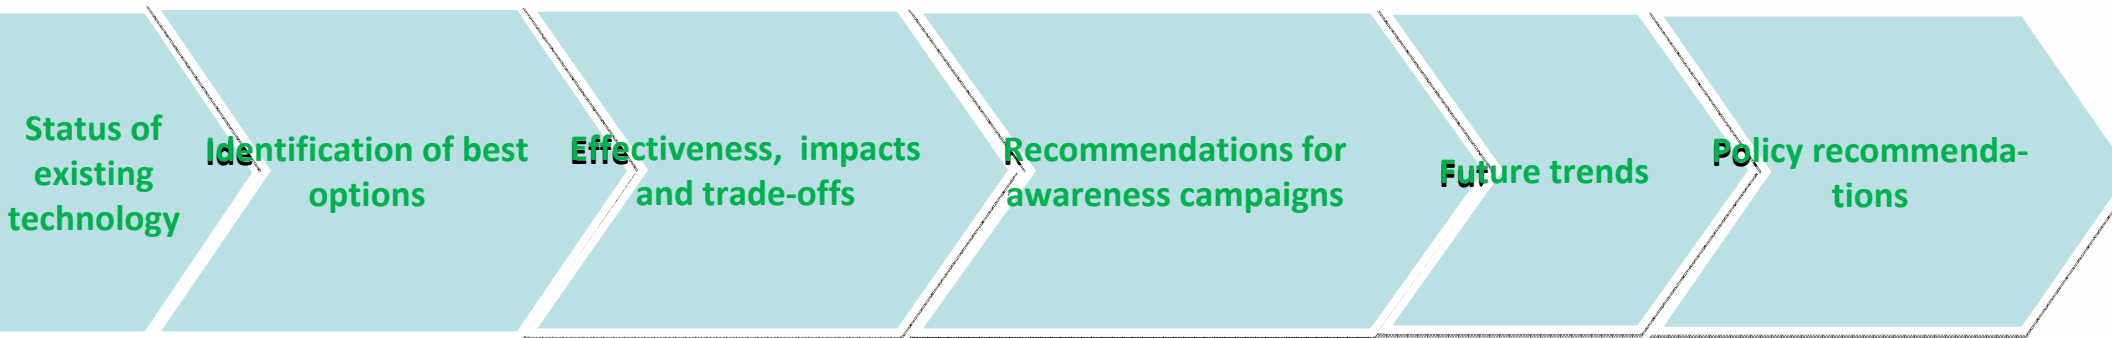 Status of
existing
technology
Identification of best
options
Effectiveness, impacts
and trade-offs
Recommendations for
awareness campaigns
Future trends
Policy recommenda-
tions